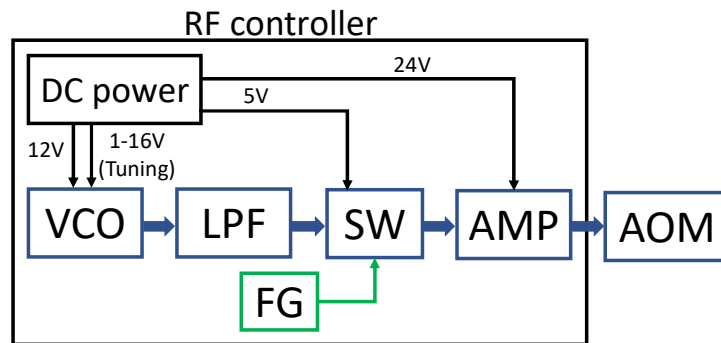 RF controller
24V
DC power
5V
12V
1-16V
(Tuning)
VCO
LPF
SW
AMP
AOM
FG